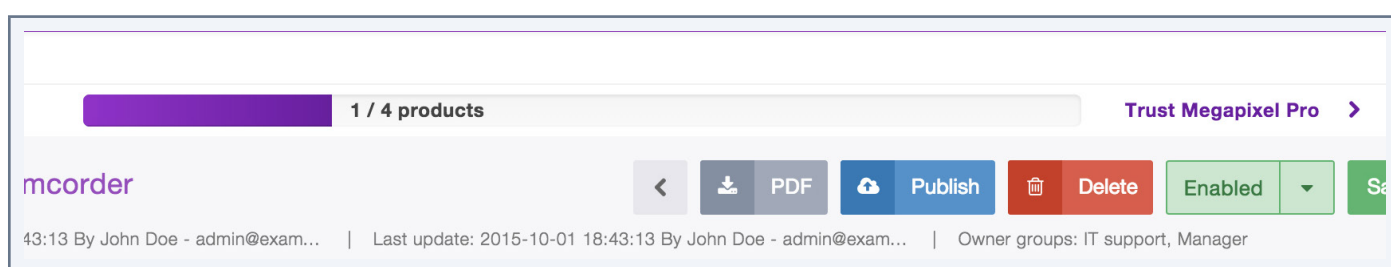 1 / 4 products Trust Megapixel Pro
mcorder PDF Publish Delete Enabled Sa
43:13 By John Doe - admin@exam... | Last update: 2015-10-01 18:43:13 By John Doe - admin@exam... | Owner groups: IT support, Manager